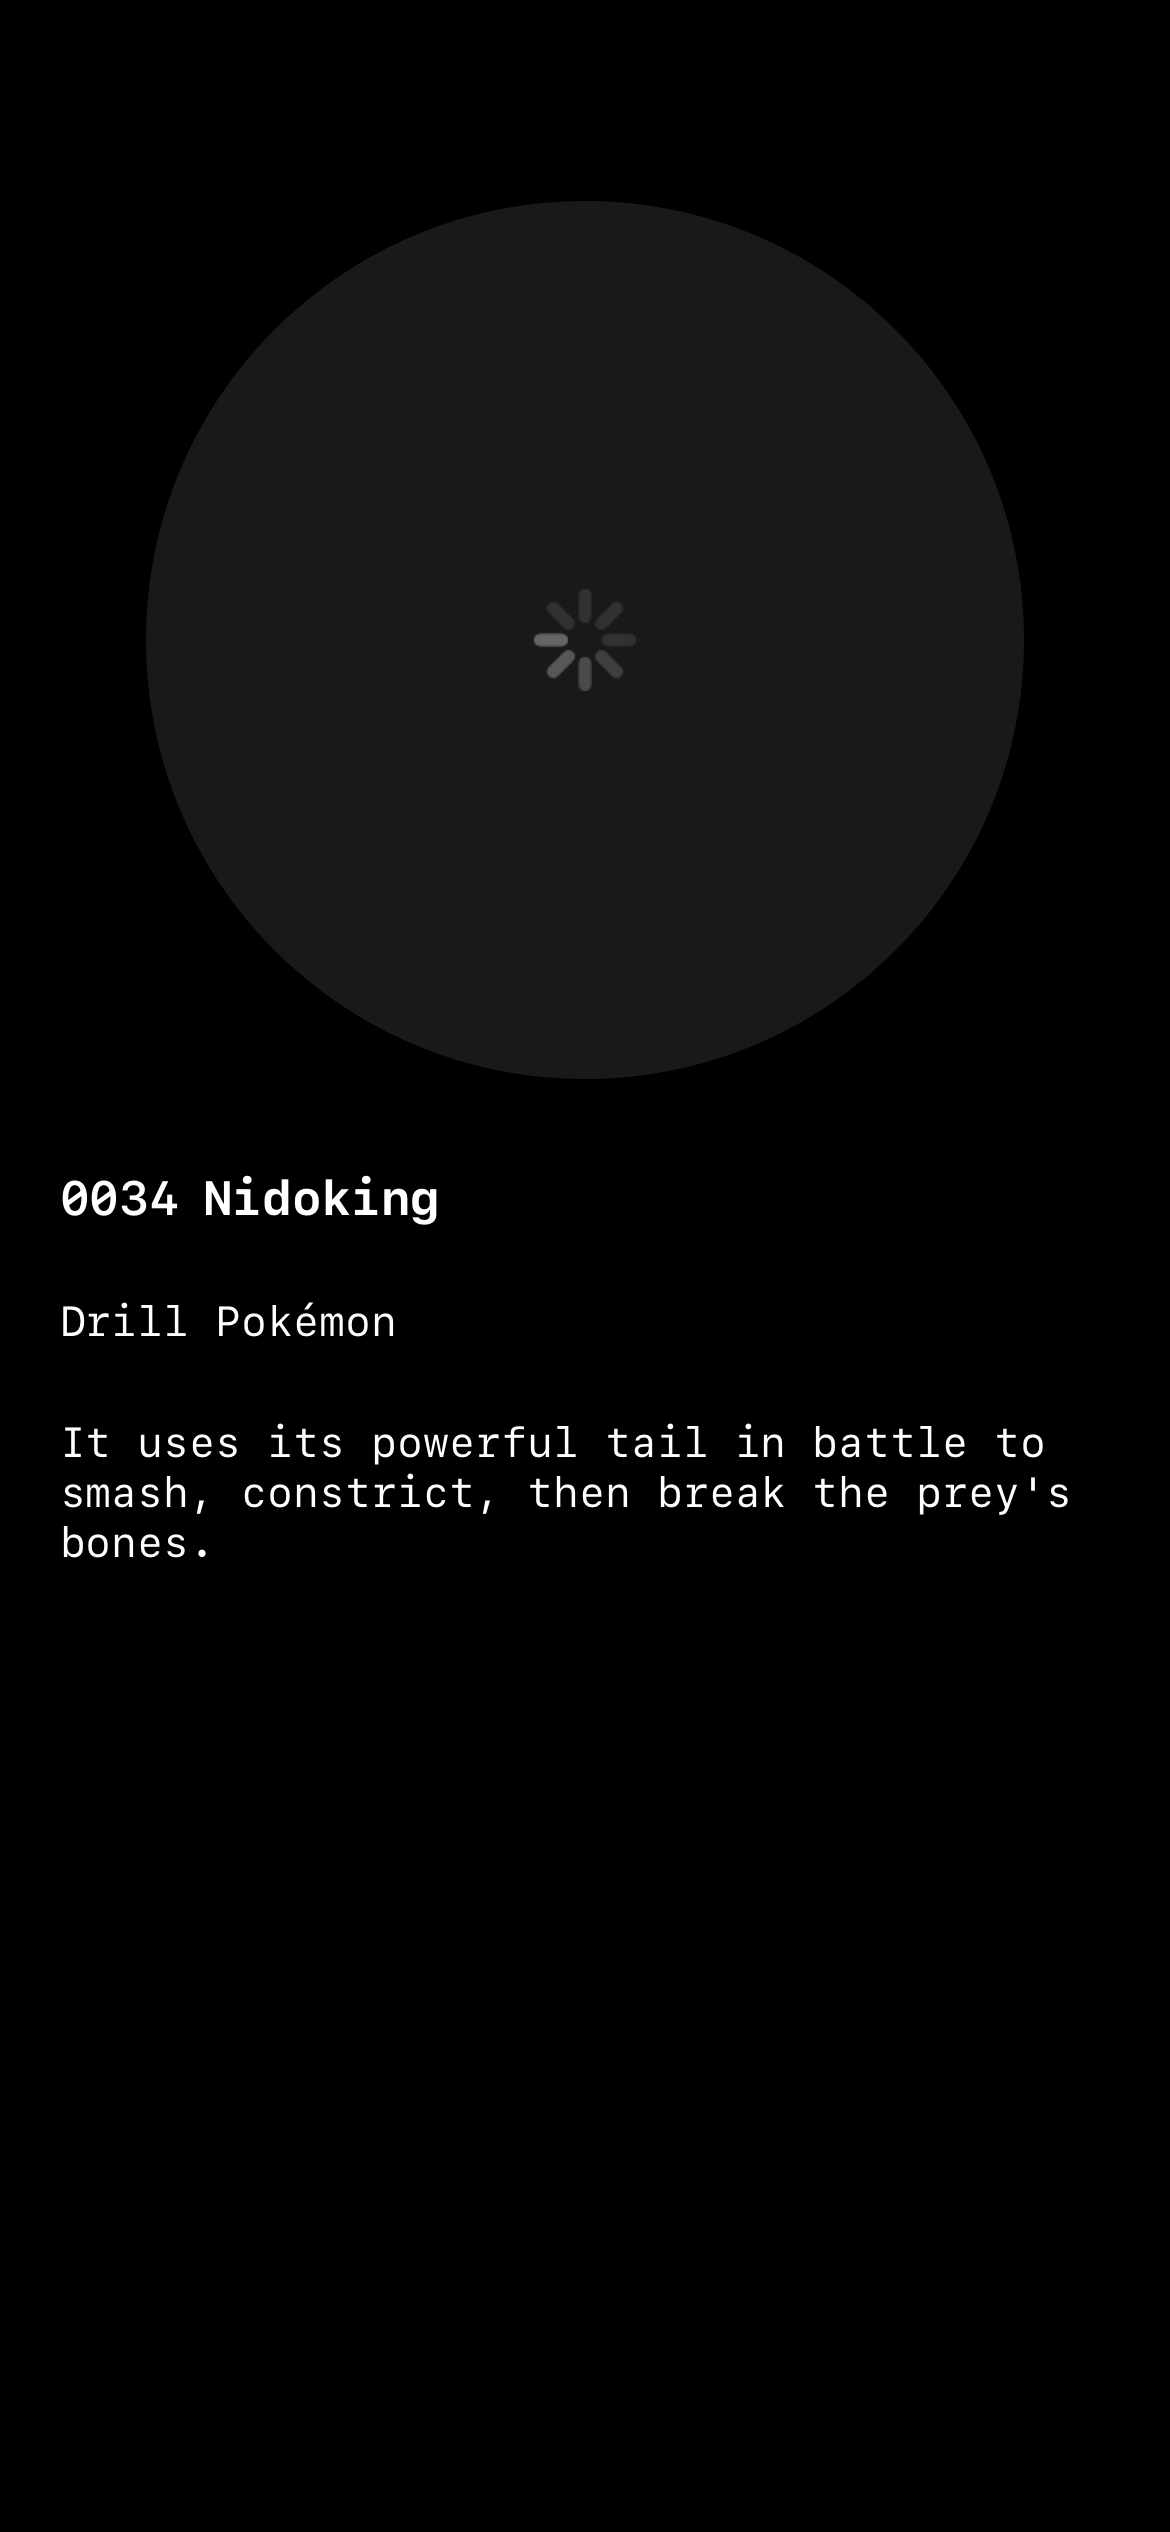 0034 Nidoking
Drill Pokémon
It uses its powerful tail in battle to
smash, constrict, then break the prey's
bones.